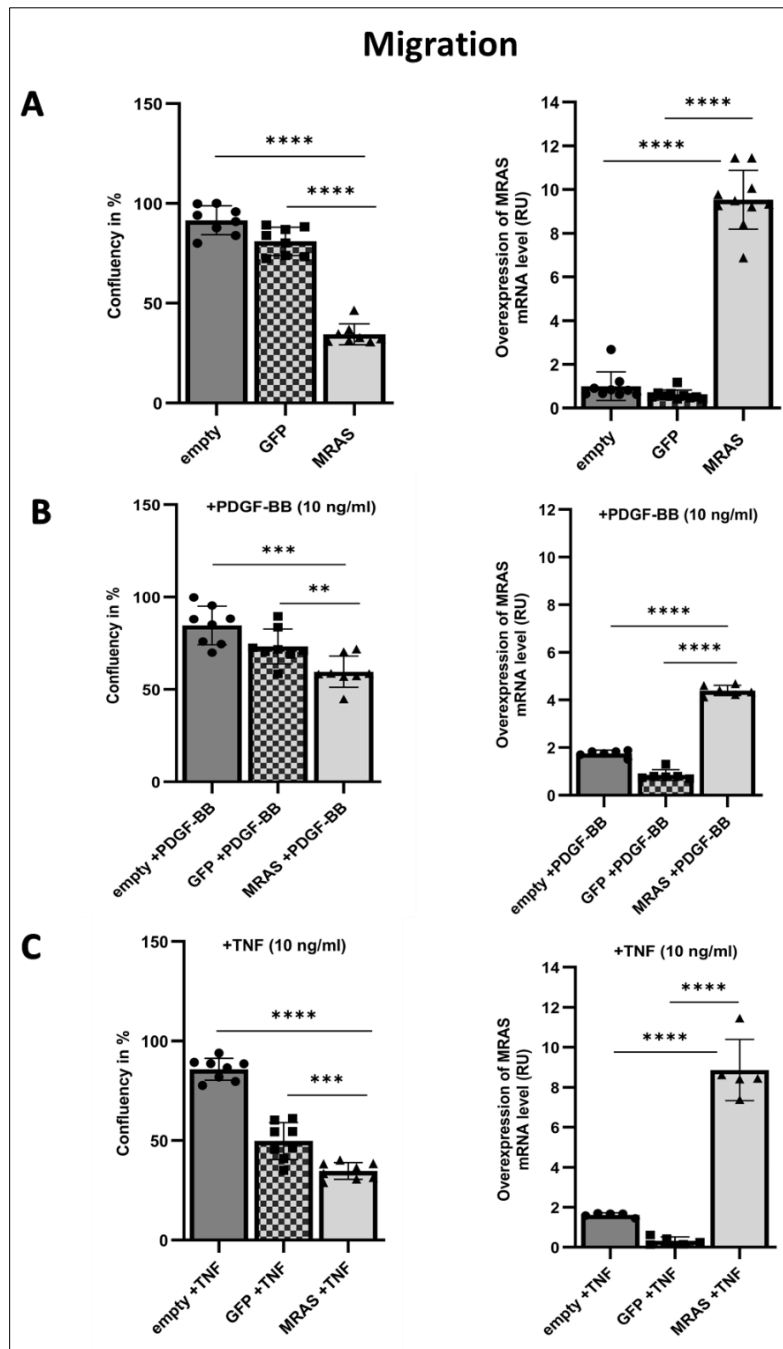 Migration
A
Confluency in %
150
100
50
0
****
****
empty
GFP
MRAS
Overexpression of MRAS
mRNA level (RU)
14
12
10
8
6
4
2
0
****
****
empty
GFP
MRAS
B
+PDGF-BB (10 ng/ml)
Confluency in %
150
100
50
0
***
**
empty +PDGF-BB
GFP +PDGF-BB
MRAS +PDGF-BB
+PDGF-BB (10 ng/ml)
Overexpression of MRAS
mRNA level (RU)
12
10
8
6
4
2
0
****
****
empty +PDGF-BB
GFP +PDGF-BB
MRAS +PDGF-BB
C
+TNF (10 ng/ml)
Confluency in %
150
100
50
0
****
***
empty +TNF
GFP +TNF
MRAS +TNF
+TNF (10 ng/ml)
Overexpression of MRAS
mRNA level (RU)
14
12
10
8
6
4
2
0
****
****
empty +TNF
GFP +TNF
MRAS +TNF